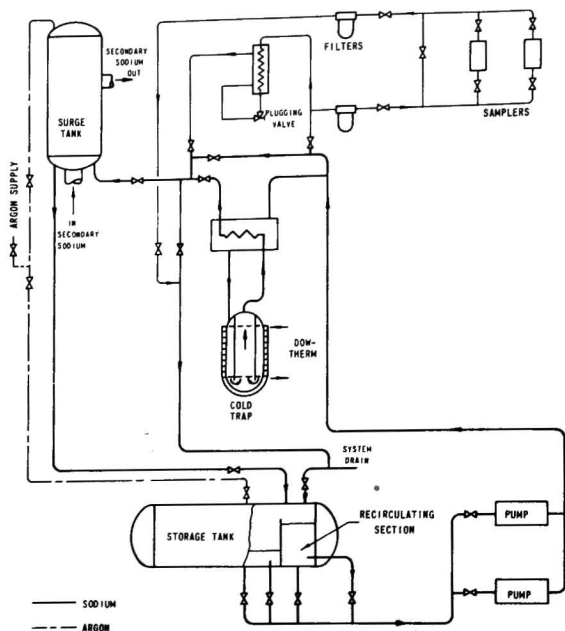 SECONDARY
SODIUM
OUT
SURGE
TANK
FILTERS
PLUGGING
VALVE
SAMPLERS
ARGON SUPPLY
IN
SECONDARY
SODIUM
DOW-
THERM
COLD
TRAP
SYSTEM
DRAIN
STORAGE TANK
RECIRCULATING
SECTION
PUMP
PUMP
SODIUM
ARGON